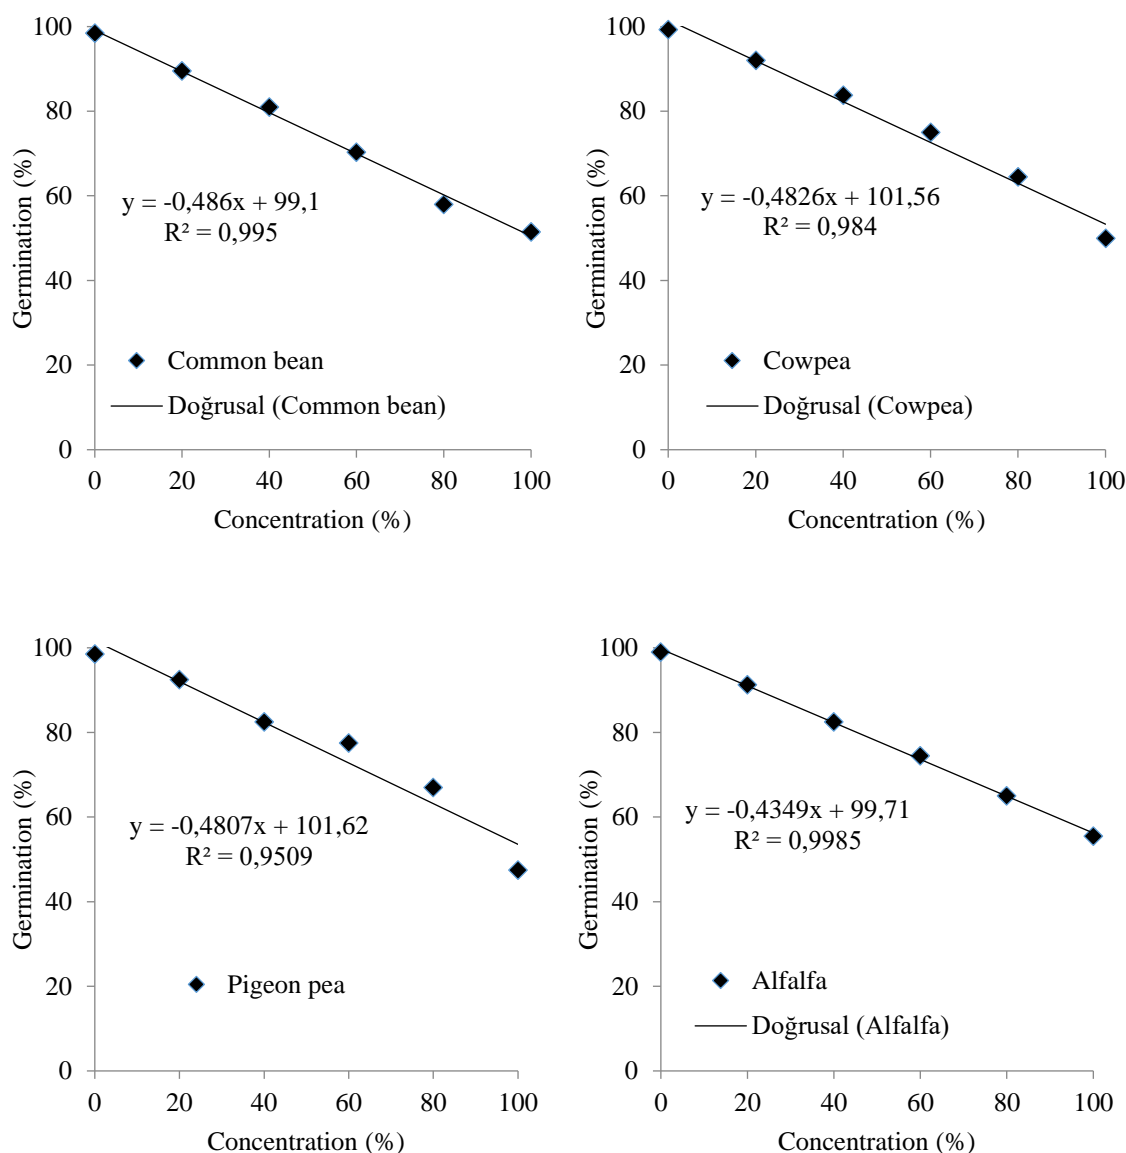 100
80
60
40
20
0
Germination (%)
y = -0,486x + 99,1
R² = 0,995
Common bean
Doğrusal (Common bean)
0 20 40 60 80 100
Concentration (%)
100
80
60
40
20
0
Germination (%)
y = -0,4826x + 101,56
R² = 0,984
Cowpea
Doğrusal (Cowpea)
0 20 40 60 80 100
Concentration (%)
100
80
60
40
20
0
Germination (%)
y = -0,4807x + 101,62
R² = 0,9509
Pigeon pea
0 20 40 60 80 100
Concentration (%)
100
80
60
40
20
0
Germination (%)
y = -0,4349x + 99,71
R² = 0,9985
Alfalfa
Doğrusal (Alfalfa)
0 20 40 60 80 100
Concentration (%)